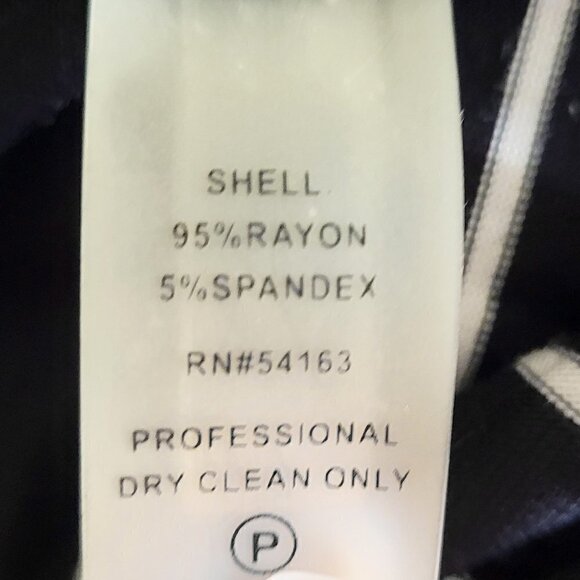 SHELL
95%RAYON
5%SPANDEX
RN#54163
PROFESSIONAL
DRY CLEAN ONLY
P